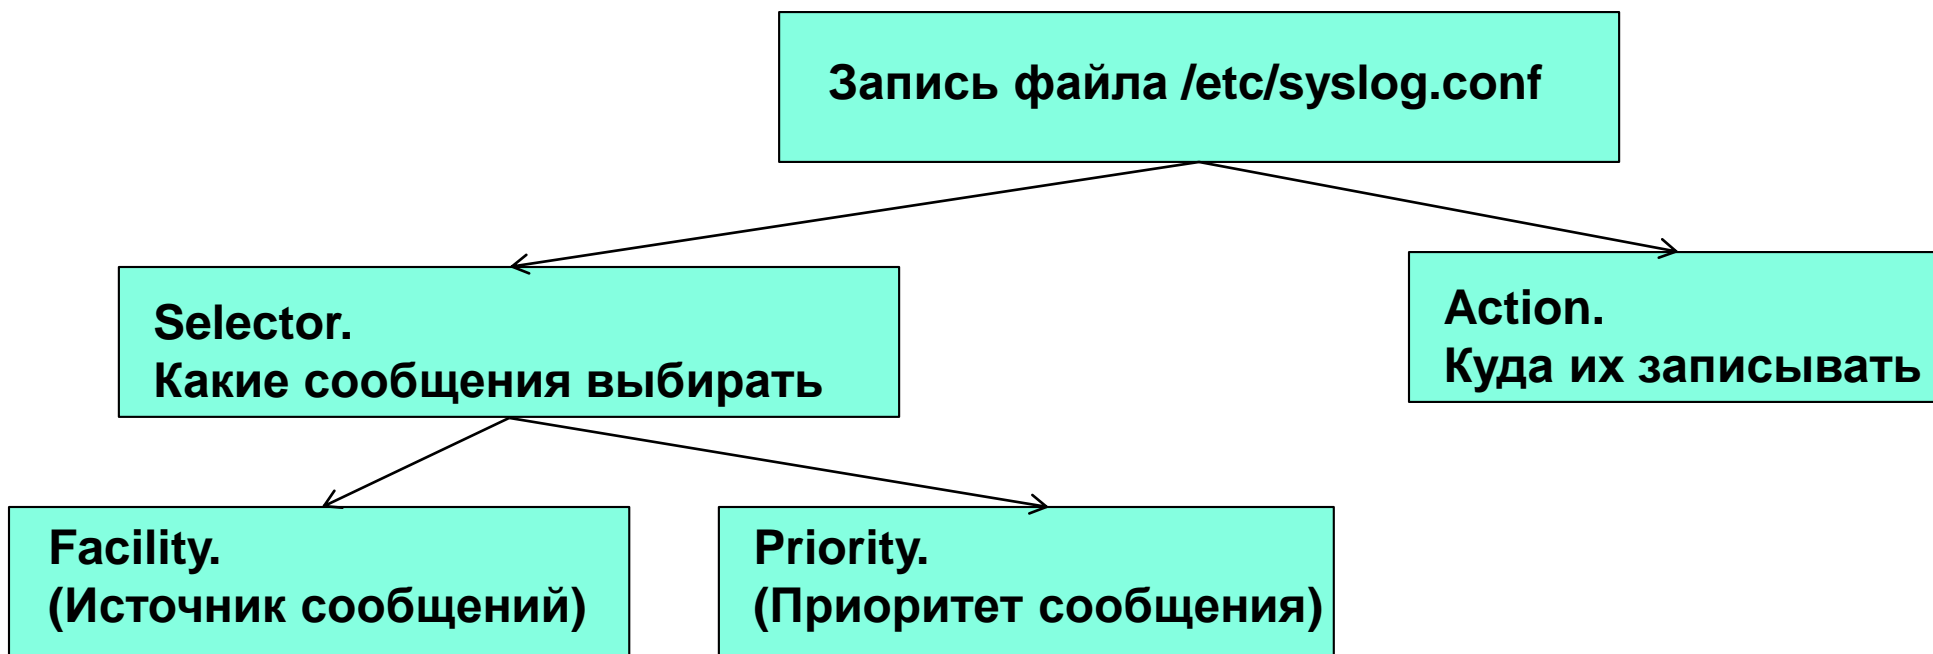 Запись файла /etc/syslog.conf
Selector.
Какие сообщения выбирать
Action.
Куда их записывать
Facility.
(Источник сообщений)
Priority.
(Приоритет сообщения)